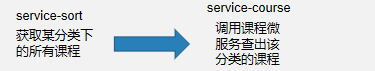 service-sort
获取某分类下
的所有课程
service-course
调用课程微
服务查出该
分类的课程